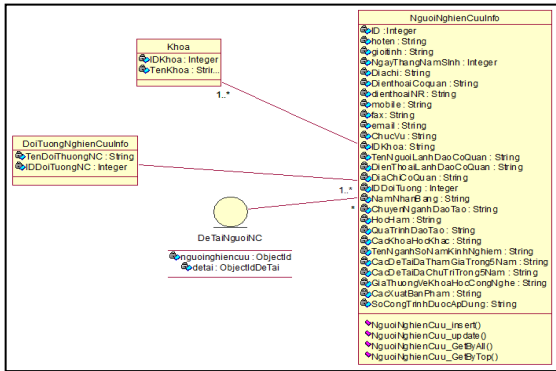 NguoiNghienCuuInfo
ID : Integer
hoten : String
gioitinh : String
NgayThangNamSInh : Integer
Diachi : String
DienthoaiCoquan : String
dienthoaiNR : String
mobile : String
fax : String
email : String
ChucVu : String
IDKhoa : String
TenNguoiLanhDaoCoQuan : String
DienThoaiLanhDaoCoQuan : String
DiaChiCoQuan : String
IDDoiTuong : Integer
NamNhanBang : String
ChuyenNganhDaoTao : String
HocHam : String
QuaTrinhDaoTao : String
CacKhoaHocKhac : String
TenNganhSoNamKinhNghiem : String
CacDeTaiDaThamGiaTrong5Nam : String
CacDeTaiDaChuTriTrong5Nam : String
GiaThuongVeKhoaHocCongNghe : String
CacXuatBanPham : String
SoCongTrinhDuocApDung : String
NguoiNghienCuu_insert()
NguoiNghienCuu_update()
NguoiNghienCuu_GetByAll()
NguoiNghienCuu_GetByTop()
Khoa
IDKhoa : Integer
TenKhoa : Strin...
1..*
DoiTuongNghienCuuInfo
TenDoiThuongNC : String
IDDoiTuongNC : Integer
1..*
*
DeTaiNguoiNC
nguoinghiencuu : ObjectId
detai : ObjectIdDeTai